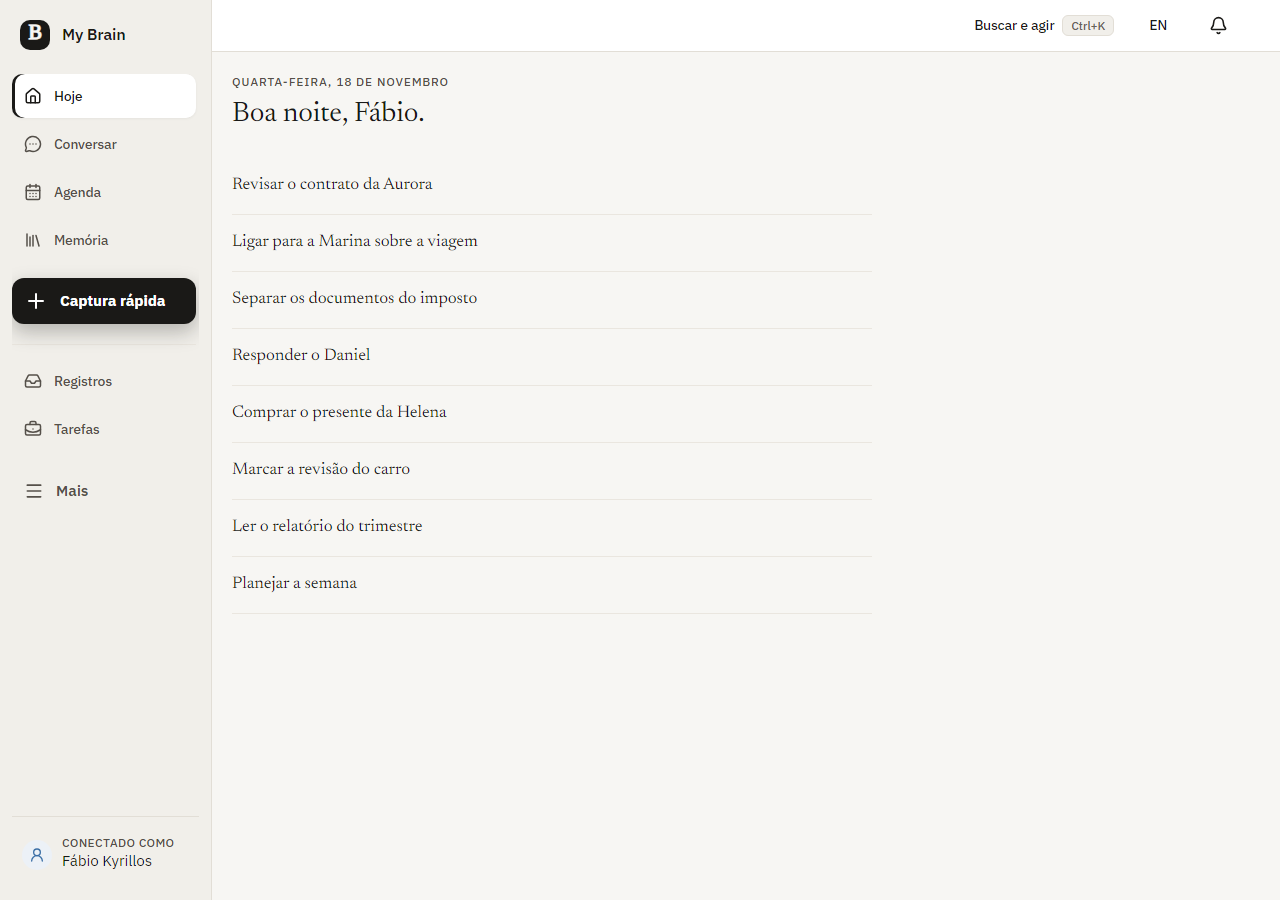 B
My Brain
Hoje
Conversar
Agenda
Memória
Captura rápida
Registros
Tarefas
Mais
CONECTADO COMO
Fábio Kyrillos
Buscar e agir Ctrl+K EN
QUARTA-FEIRA, 18 DE NOVEMBRO
Boa noite, Fábio.
Revisar o contrato da Aurora
Ligar para a Marina sobre a viagem
Separar os documentos do imposto
Responder o Daniel
Comprar o presente da Helena
Marcar a revisão do carro
Ler o relatório do trimestre
Planejar a semana